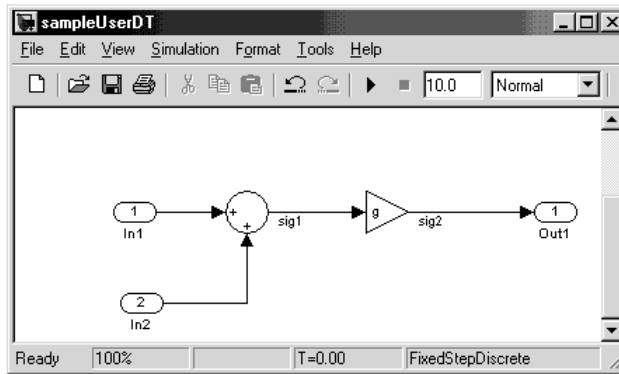 sampleUserDT
File Edit View Simulation Format Tools Help
10.0 Normal
1
In1
+
+
sig1
g
sig2
1
Out1
2
In2
Ready 100% T=0.00 FixedStepDiscrete